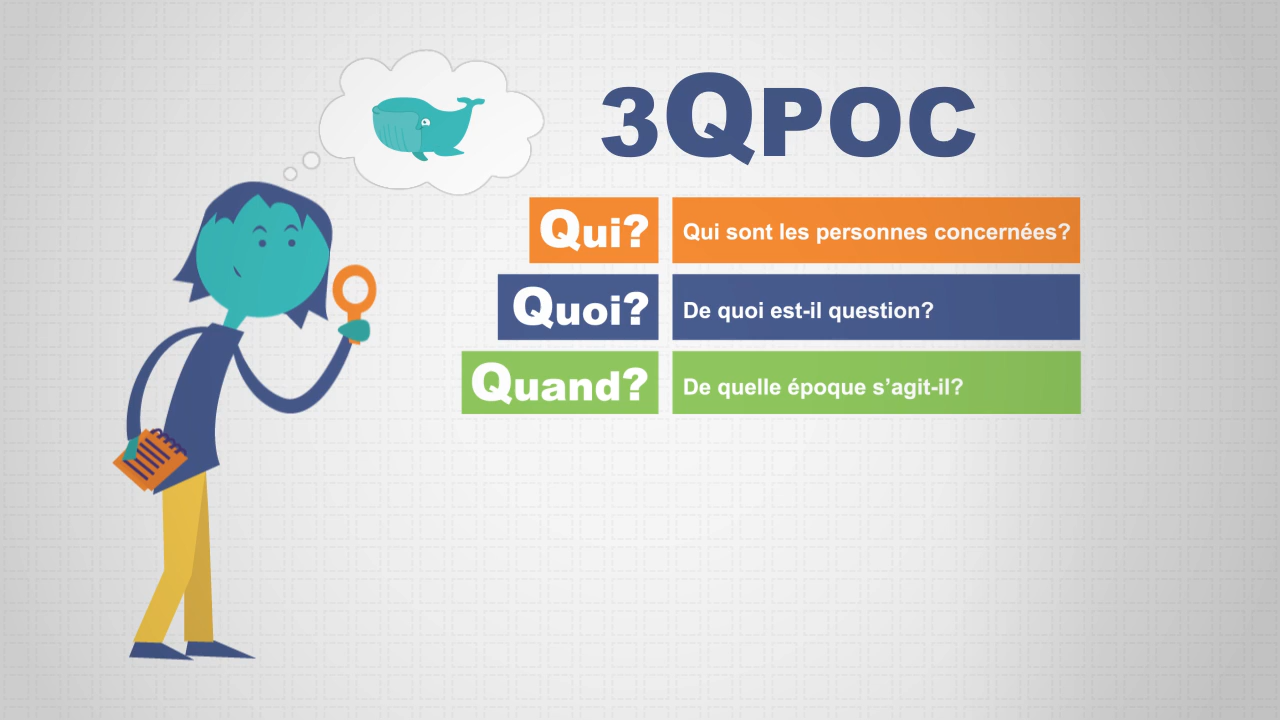 3QPOC
Qui? Qui sont les personnes concernées?
Quoi? De quoi est-il question?
Quand? De quelle époque s'agit-il?